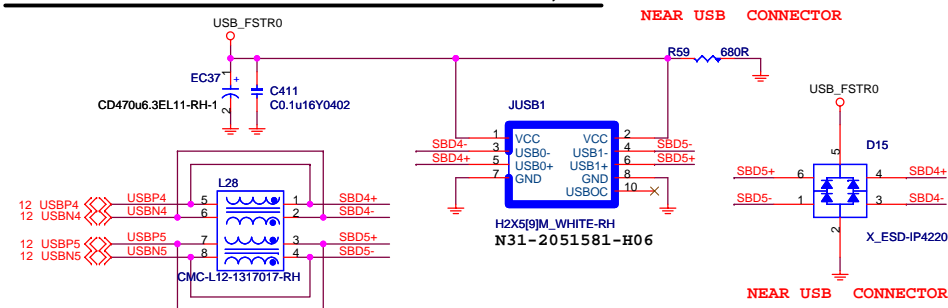 NEAR USB CONNECTOR
USB_FSTR0
R59 680R
EC37 1 +
C411
CD470u6.3EL11-RH-1 2 C0.1u16Y0402
JUSB1
USB_FSTR0
1 VCC VCC 2
SBD4- 3 USB0- USB1- 4 SBD5-
SBD4+ 5 USB0+ USB1+ 6 SBD5+
7 GND GND 8
USBOC 10
H2X5[9]M_WHITE-RH
N31-2051581-H06
5 D15
SBD5+ 6 4 SBD4+
SBD5- 1 3 SBD4-
2 X_ESD-IP4220
NEAR USB CONNECTOR
L28
12 USBP4 USBP4 5 1 SBD4+
12 USBN4 USBN4 6 2 SBD4-
12 USBP5 USBP5 7 3 SBD5+
12 USBN5 USBN5 8 4 SBD5-
CMC-L12-1317017-RH